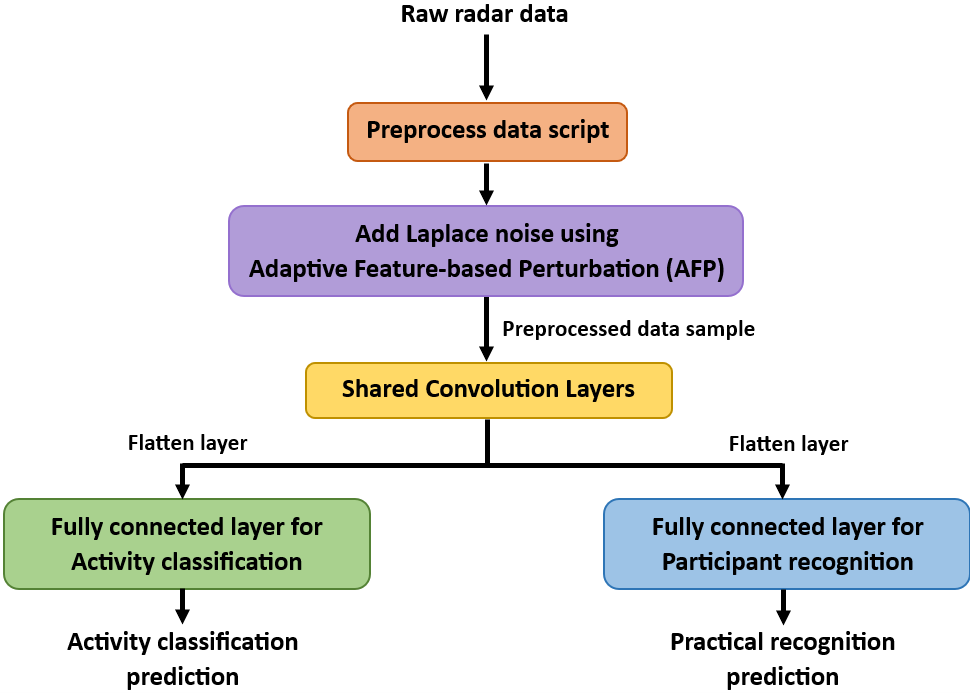 Raw radar data
Preprocess data script
Add Laplace noise using
Adaptive Feature-based Perturbation (AFP)
Preprocessed data sample
Shared Convolution Layers
Flatten layer
Flatten layer
Fully connected layer for
Activity classification
Fully connected layer for
Participant recognition
Activity classification
prediction
Practical recognition
prediction